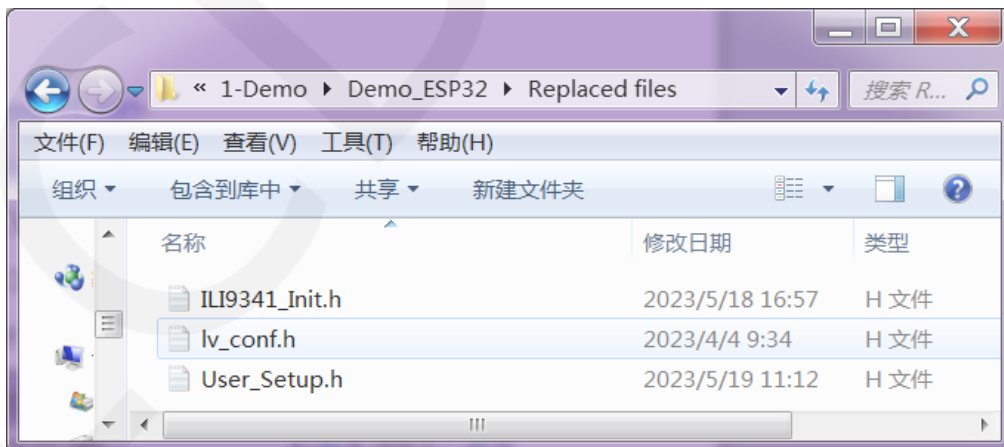 « 1-Demo ▸ Demo_ESP32 ▸ Replaced files 搜索 R...
文件(F) 编辑(E) 查看(V) 工具(T) 帮助(H)
组织 包含到库中 共享 新建文件夹
名称 修改日期 类型
ILI9341_Init.h 2023/5/18 16:57 H 文件
lv_conf.h 2023/4/4 9:34 H 文件
User_Setup.h 2023/5/19 11:12 H 文件